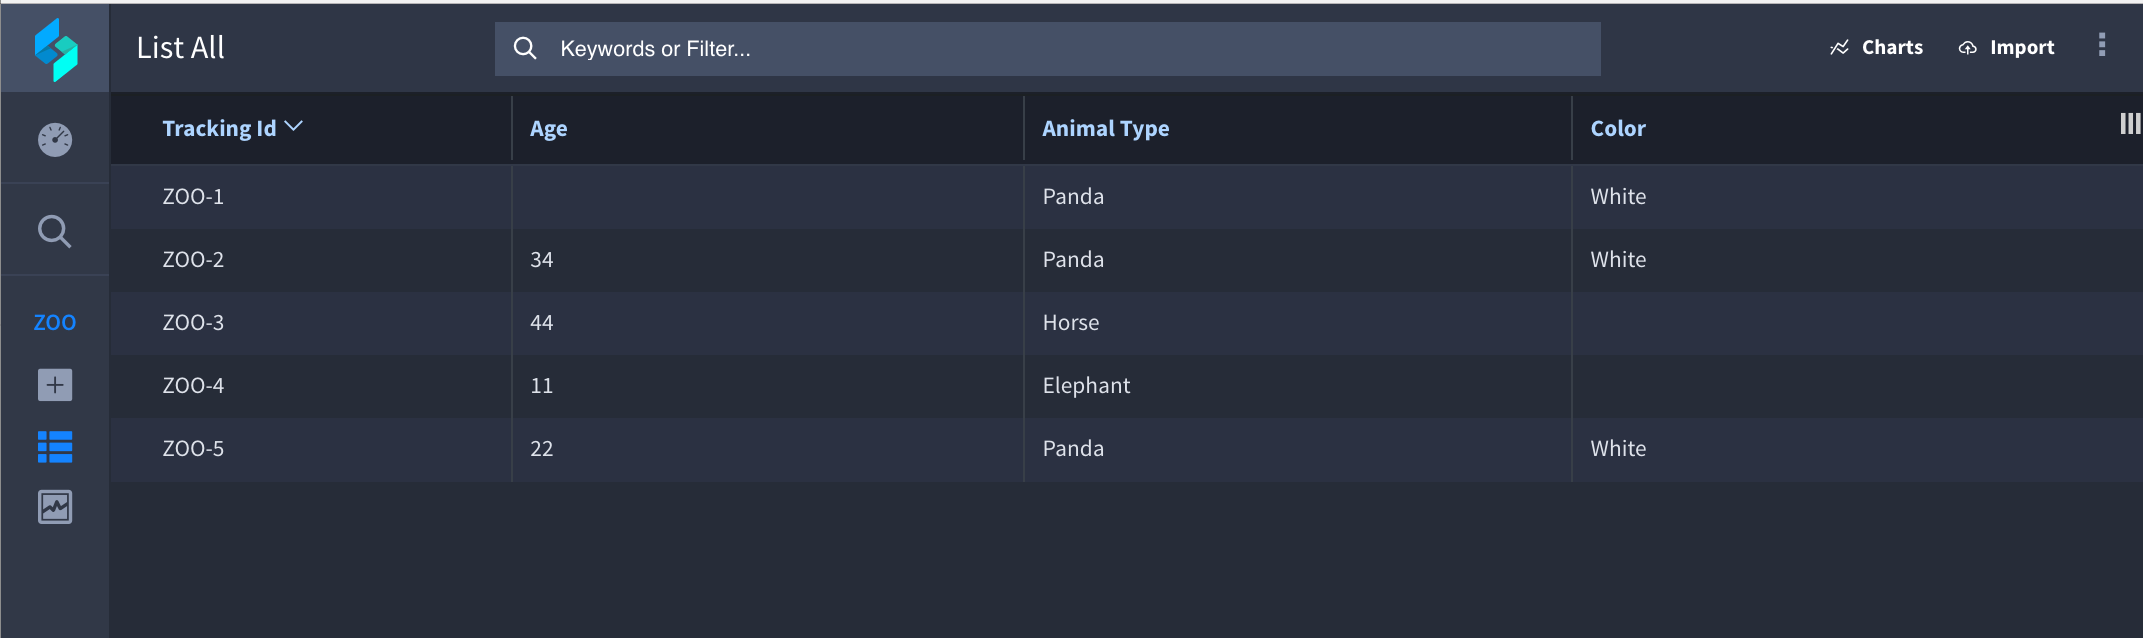 List All
Keywords or Filter...
Charts
Import
Tracking Id Age Animal Type Color
ZOO-1 Panda White
ZOO-2 34 Panda White
ZOO-3 44 Horse
ZOO-4 11 Elephant
ZOO-5 22 Panda White
ZOO